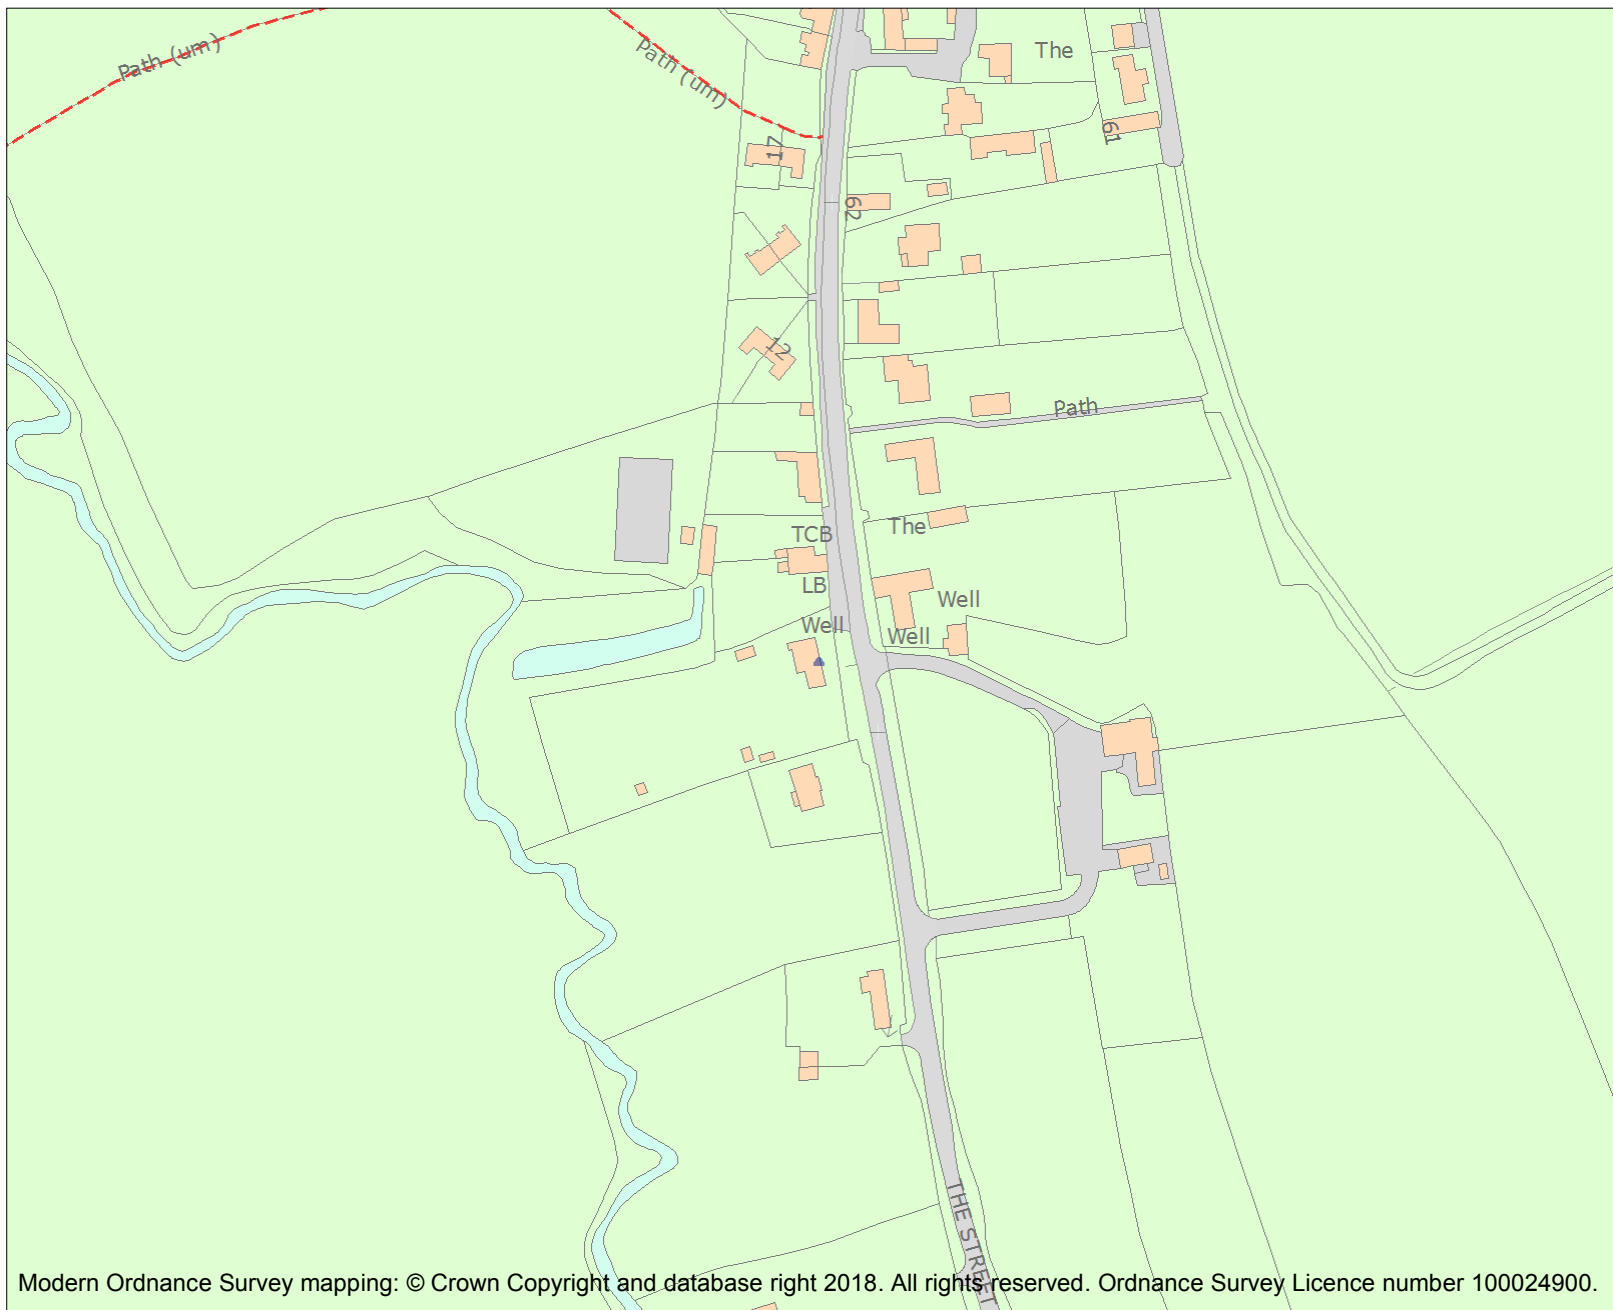 Path (um)
Path (um)
The
17
61
62
12
Path
TCB
The
LB
Well
Well
Well
THE STREET
Modern Ordnance Survey mapping: © Crown Copyright and database right 2018. All rights reserved. Ordnance Survey Licence number 100024900.